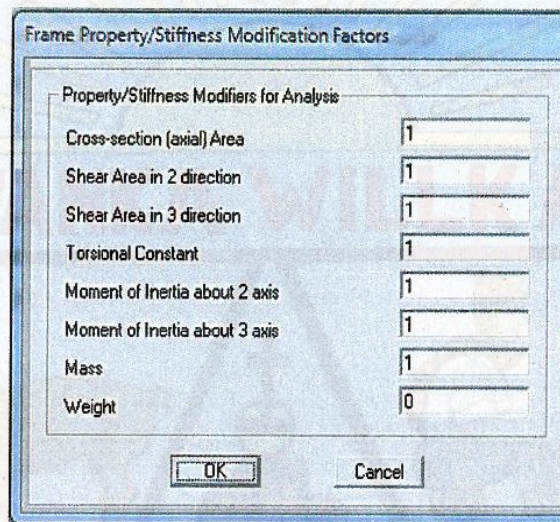 Frame Property/Stiffness Modification Factors
Property/Stiffness Modifiers for Analysis
Cross-section (axial) Area 1
Shear Area in 2 direction 1
Shear Area in 3 direction 1
Torsional Constant 1
Moment of Inertia about 2 axis 1
Moment of Inertia about 3 axis 1
Mass 1
Weight 0
OK Cancel